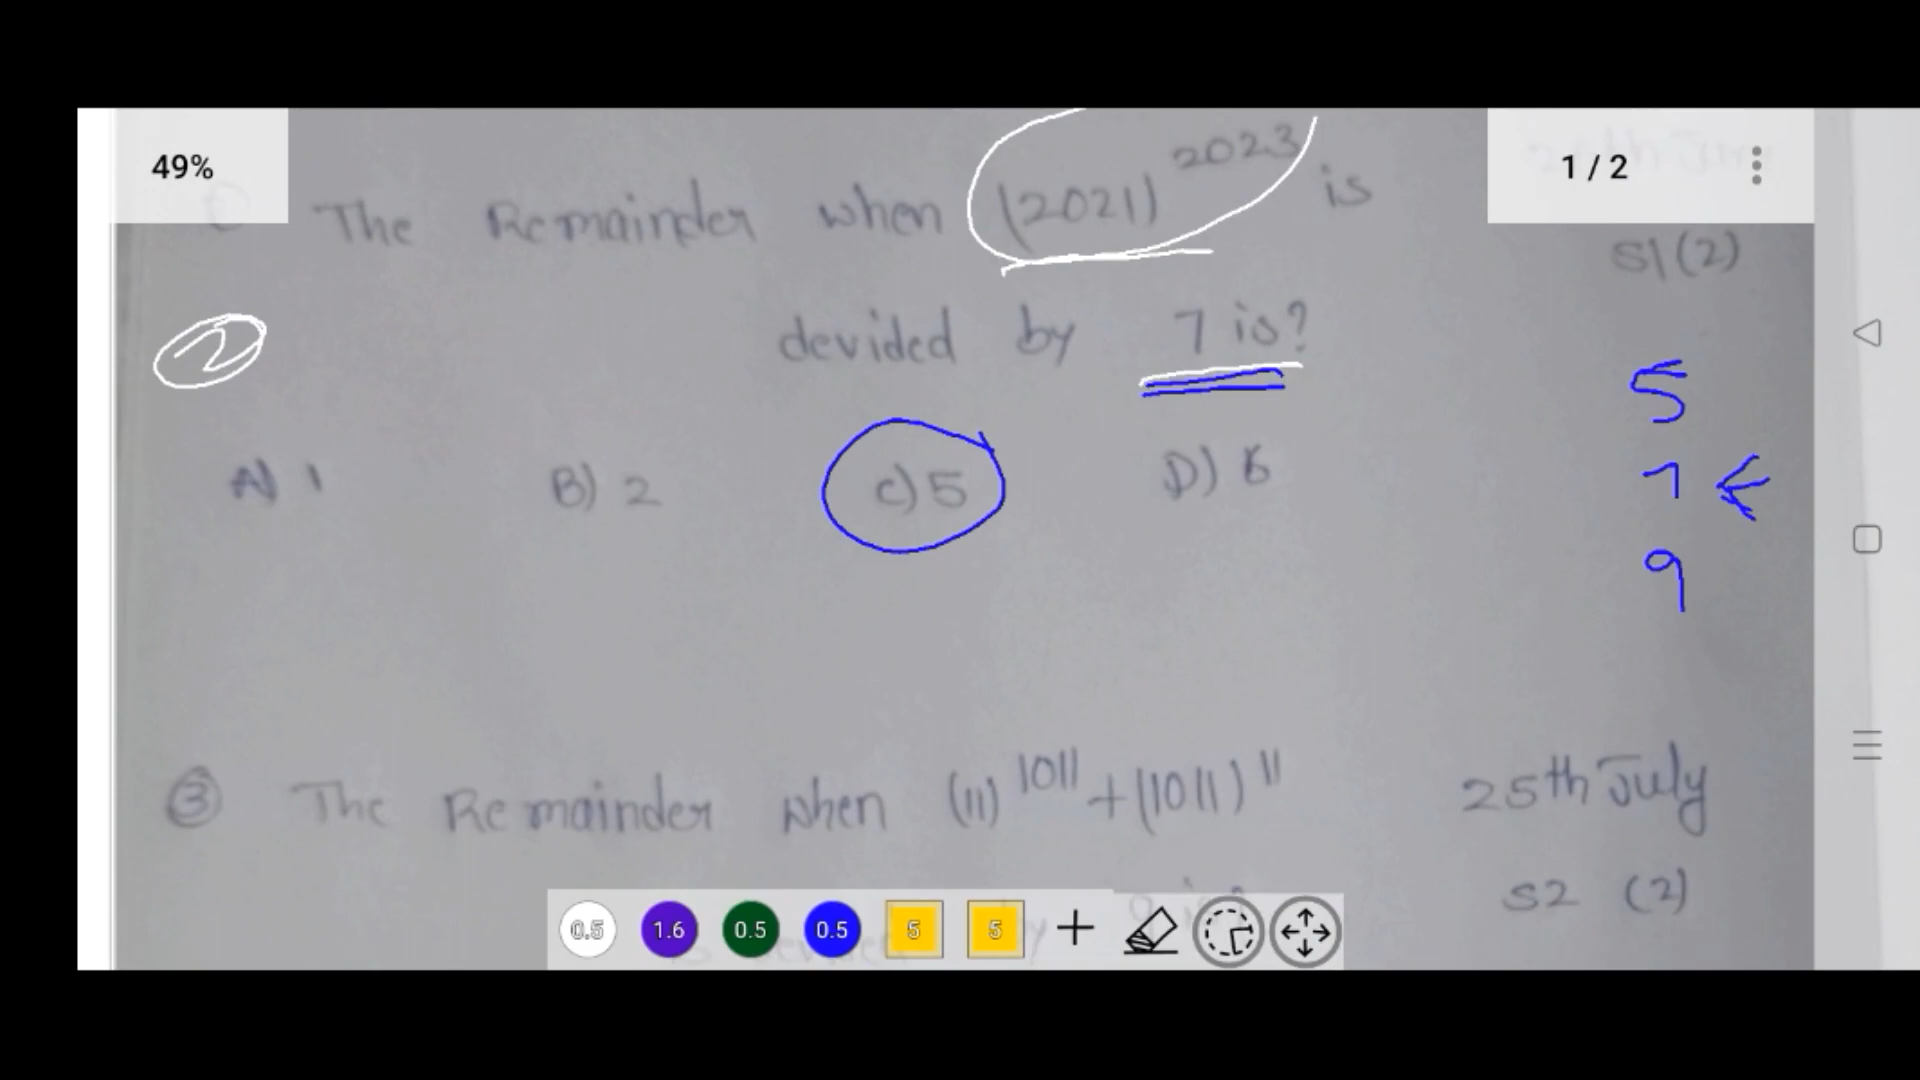 49%
1 / 2
The Remainder when (2021)^2023 is
S1 (2)
devided by 7 is?
2
5
7
9
A) 1 B) 2 C) 5 D) 6
3 The Remainder when (11)^1011 + (1011)^11
25th July
S2 (2)
0.5 1.6 0.5 0.5 5 5 +